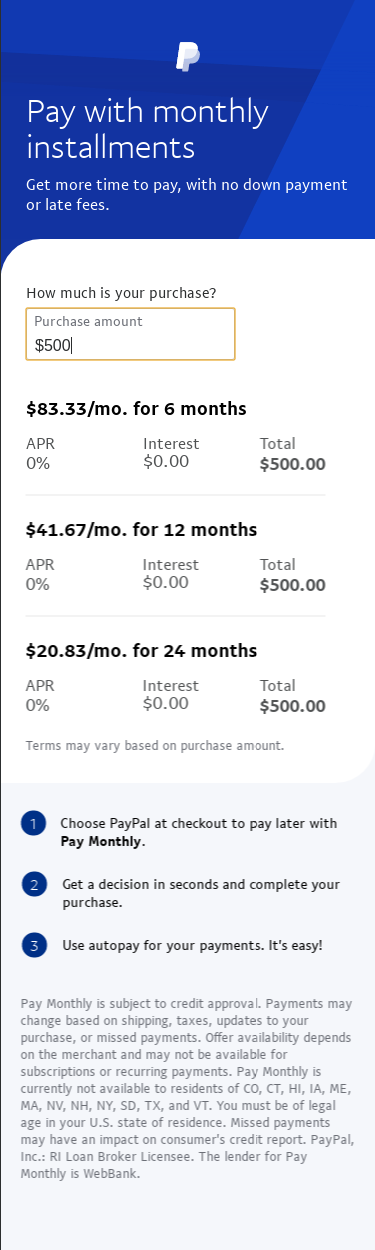 Pay with monthly
installments
Get more time to pay, with no down payment
or late fees.
How much is your purchase?
Purchase amount
$500
$83.33/mo. for 6 months
APR Interest Total
0% $0.00 $500.00
$41.67/mo. for 12 months
APR Interest Total
0% $0.00 $500.00
$20.83/mo. for 24 months
APR Interest Total
0% $0.00 $500.00
Terms may vary based on purchase amount.
1 Choose PayPal at checkout to pay later with
Pay Monthly.
2 Get a decision in seconds and complete your
purchase.
3 Use autopay for your payments. It's easy!
Pay Monthly is subject to credit approval. Payments may
change based on shipping, taxes, updates to your
purchase, or missed payments. Offer availability depends
on the merchant and may not be available for
subscriptions or recurring payments. Pay Monthly is
currently not available to residents of CO, CT, HI, IA, ME,
MA, NV, NH, NY, SD, TX, and VT. You must be of legal
age in your U.S. state of residence. Missed payments
may have an impact on consumer's credit report. PayPal,
Inc.: RI Loan Broker Licensee. The lender for Pay
Monthly is WebBank.